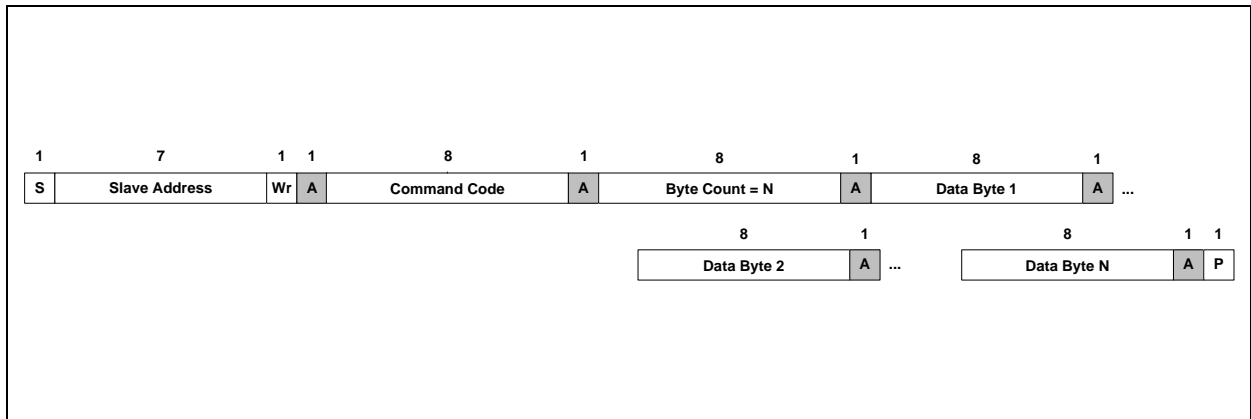 1 7 1 1 8 1 8 1 8 1
S Slave Address Wr A Command Code A Byte Count = N A Data Byte 1 A ...
8 1 8 1 1
Data Byte 2 A ... Data Byte N A P